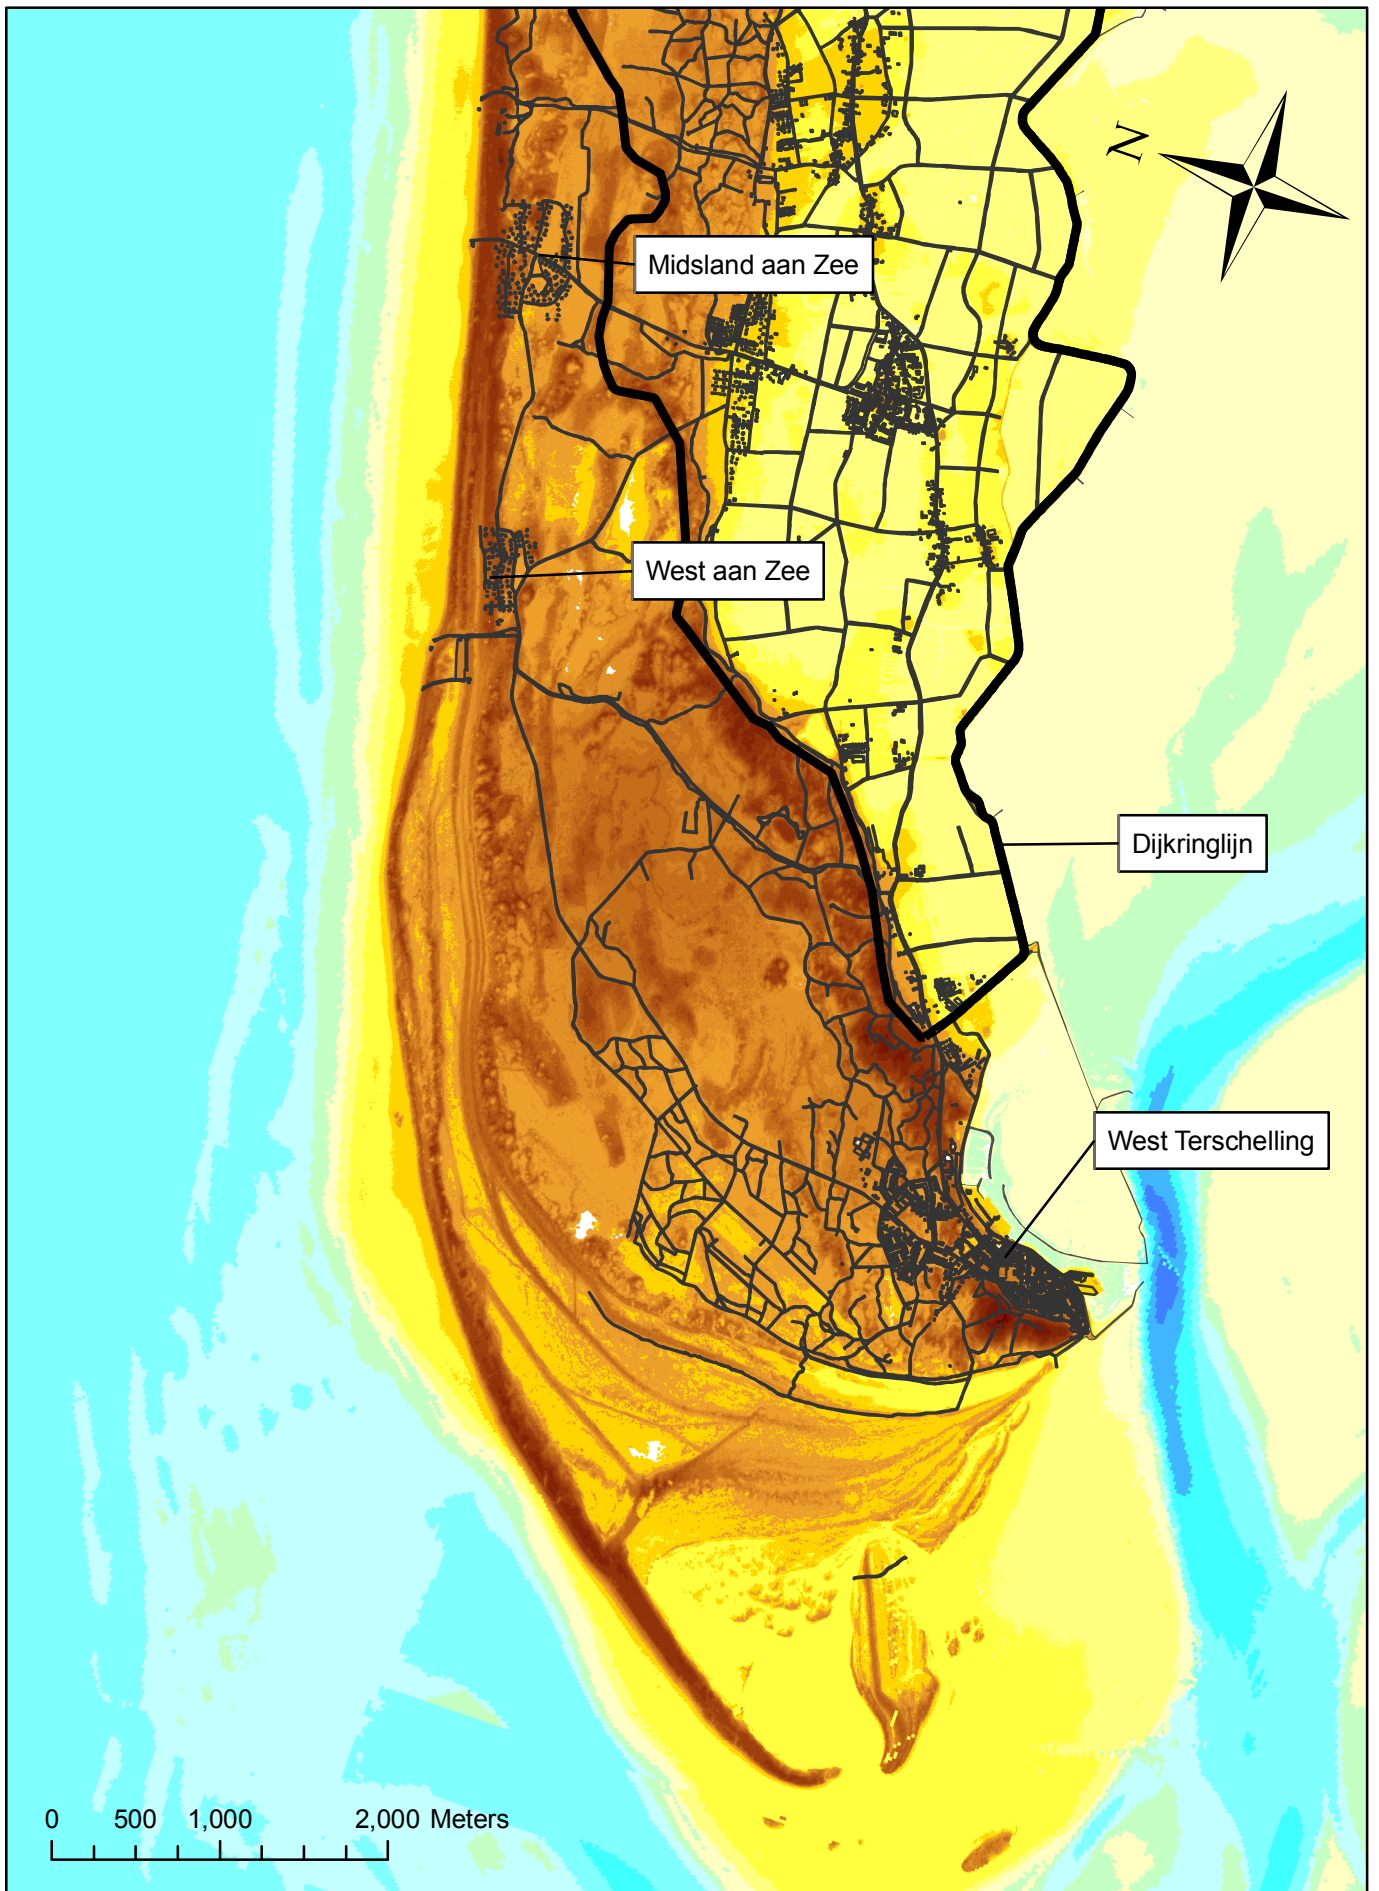 N
Midsland aan Zee
West aan Zee
Dijkringlijn
West Terschelling
0 500 1,000 2,000 Meters